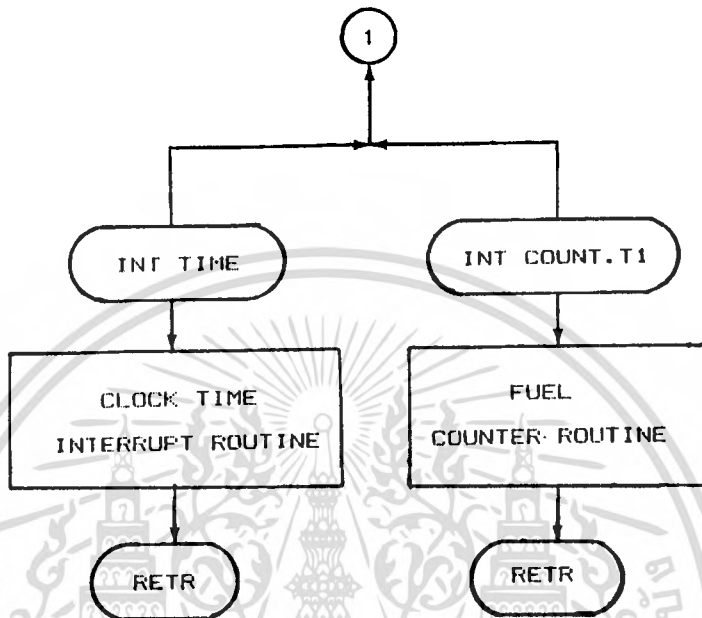 1
INT TIME
INT COUNT.T1
CLOCK TIME
INTERRUPT ROUTINE
FUEL
COUNTER ROUTINE
RETR
RETR